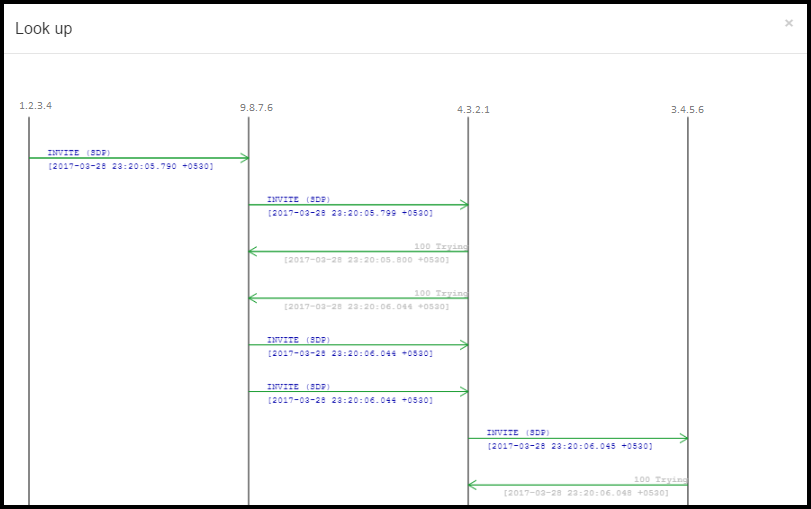 Look up
×
1.2.3.4
9.8.7.6
4.3.2.1
3.4.5.6
INVITE (SDP)
[2017-03-28 23:20:05.790 +0530]
INVITE (SDP)
[2017-03-28 23:20:05.799 +0530]
100 Trying
[2017-03-28 23:20:05.800 +0530]
100 Trying
[2017-03-28 23:20:06.044 +0530]
INVITE (SDP)
[2017-03-28 23:20:06.044 +0530]
INVITE (SDP)
[2017-03-28 23:20:06.044 +0530]
INVITE (SDP)
[2017-03-28 23:20:06.045 +0530]
100 Trying
[2017-03-28 23:20:06.048 +0530]